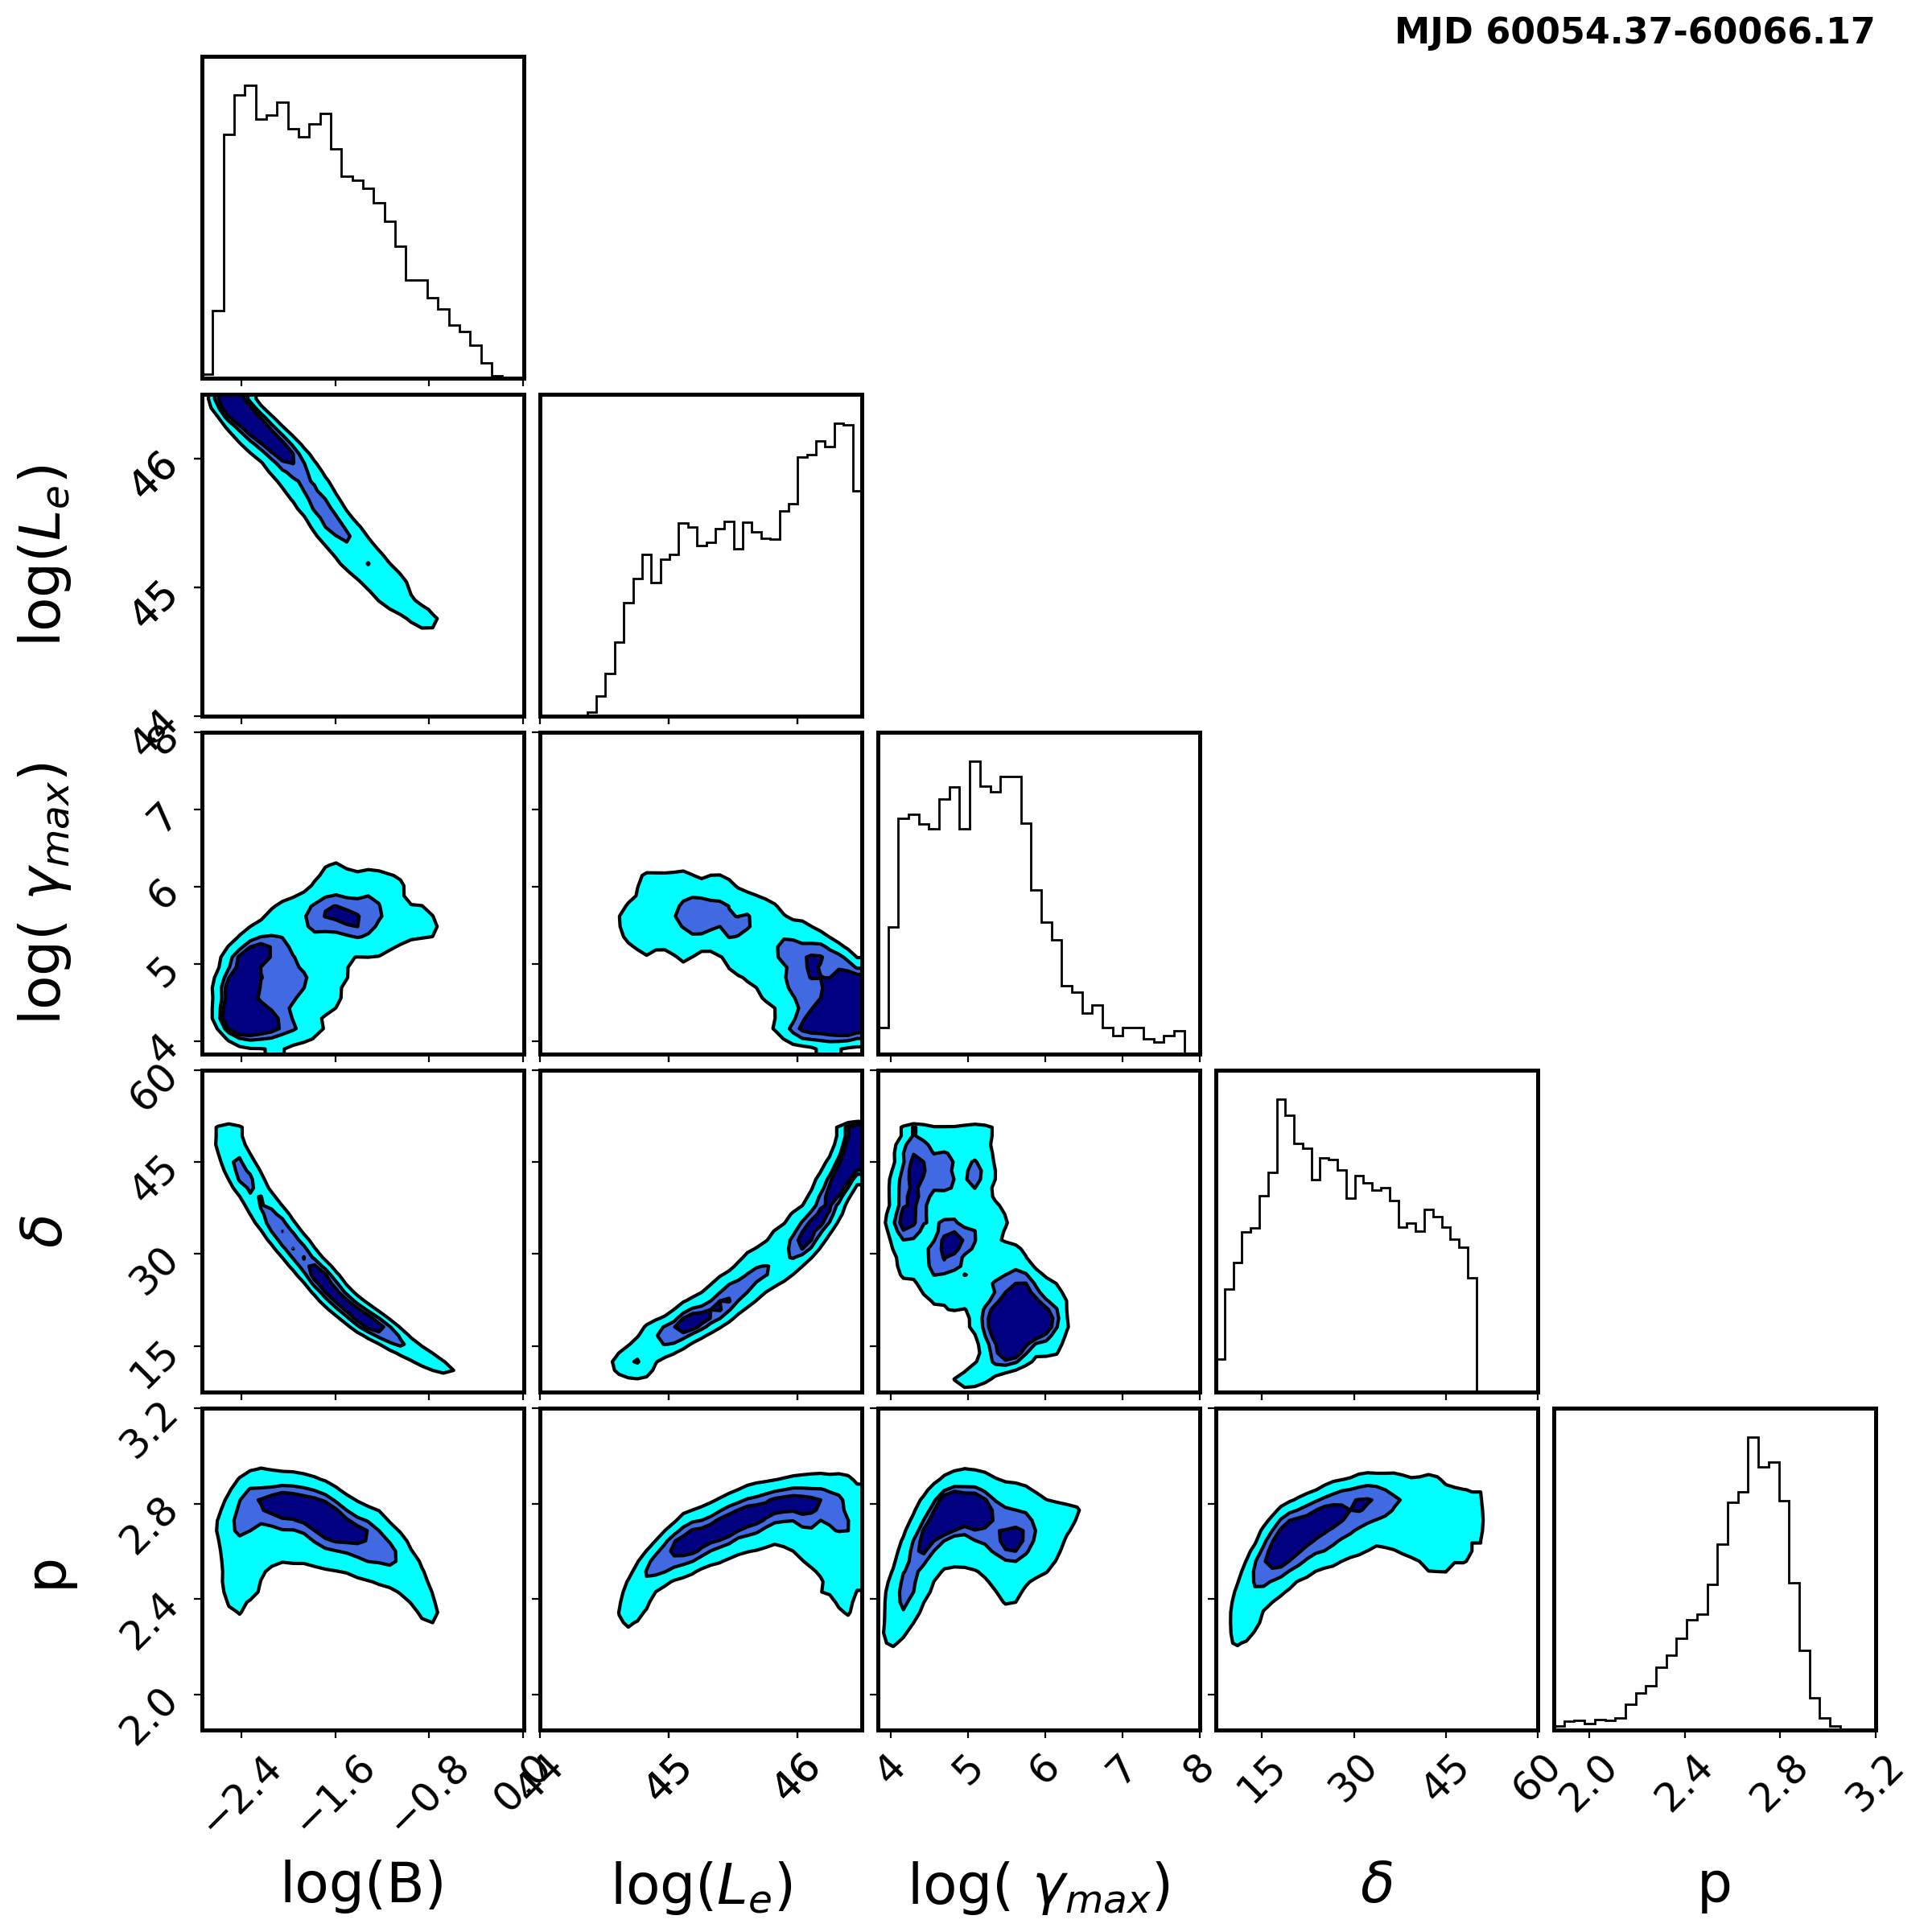 MJD 60054.37-60066.17
log(L_e)
46
45
44
log( γ_max)
8
7
6
5
4
δ
60
45
30
15
p
3.2
2.8
2.4
2.0
−2.4 −1.6 −0.8 0.0
44 45 46
4 5 6 7 8
15 30 45 60
2.0 2.4 2.8 3.2
log(B) log(L_e) log( γ_max) δ p